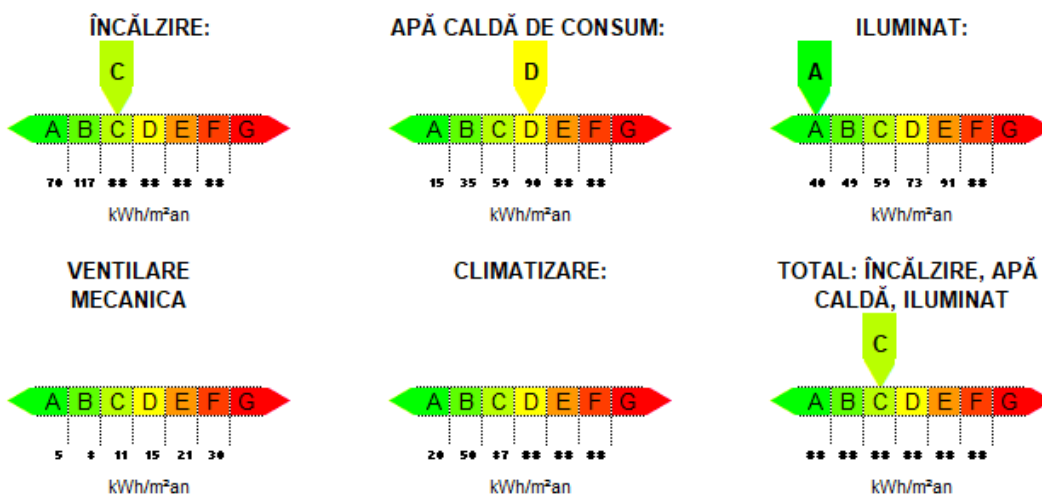 ÎNCĂLZIRE:
C
A B C D E F G
70 117 ## ## ## ##
kWh/m²an
APĂ CALDĂ DE CONSUM:
D
A B C D E F G
15 35 59 90 ## ##
kWh/m²an
ILUMINAT:
A
A B C D E F G
40 49 59 73 91 ##
kWh/m²an
VENTILARE
MECANICA
A B C D E F G
5 8 11 15 21 30
kWh/m²an
CLIMATIZARE:
A B C D E F G
20 50 87 ## ## ##
kWh/m²an
TOTAL: ÎNCĂLZIRE, APĂ
CALDĂ, ILUMINAT
C
A B C D E F G
## ## ## ## ## ##
kWh/m²an